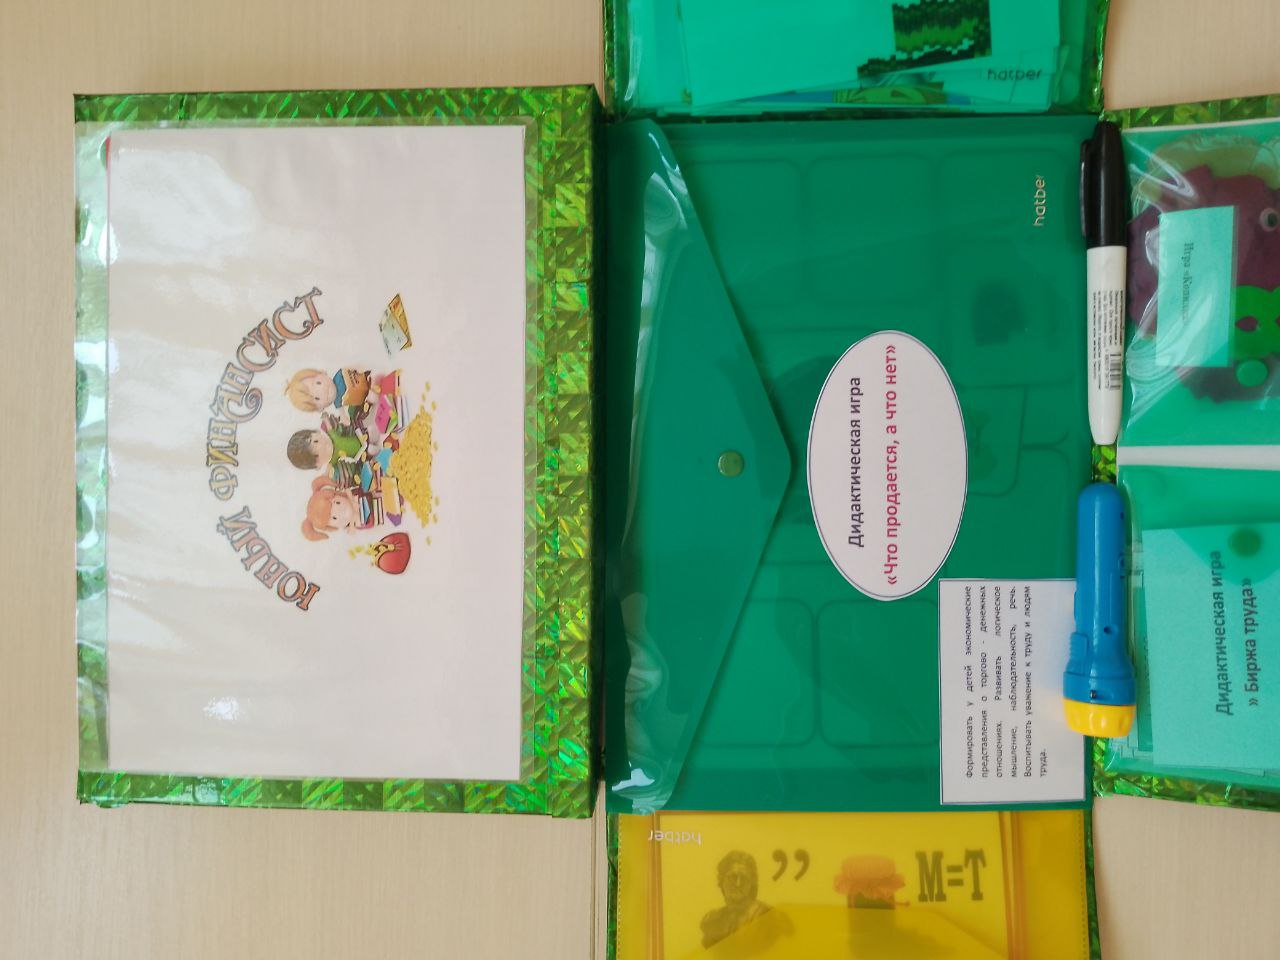 ЮНЫЙ ФИНАНСИСТ
hatber
hatber
Дидактическая игра
«Что продается, а что нет»
Формировать у детей экономические
представления о торгово - денежных
отношениях. Развивать логическое
мышление, наблюдательность, речь.
Воспитывать уважение к труду и людям
труда.
Игра
Дидактическая игра
» Биржа труда»
hatber
,,
М=Т